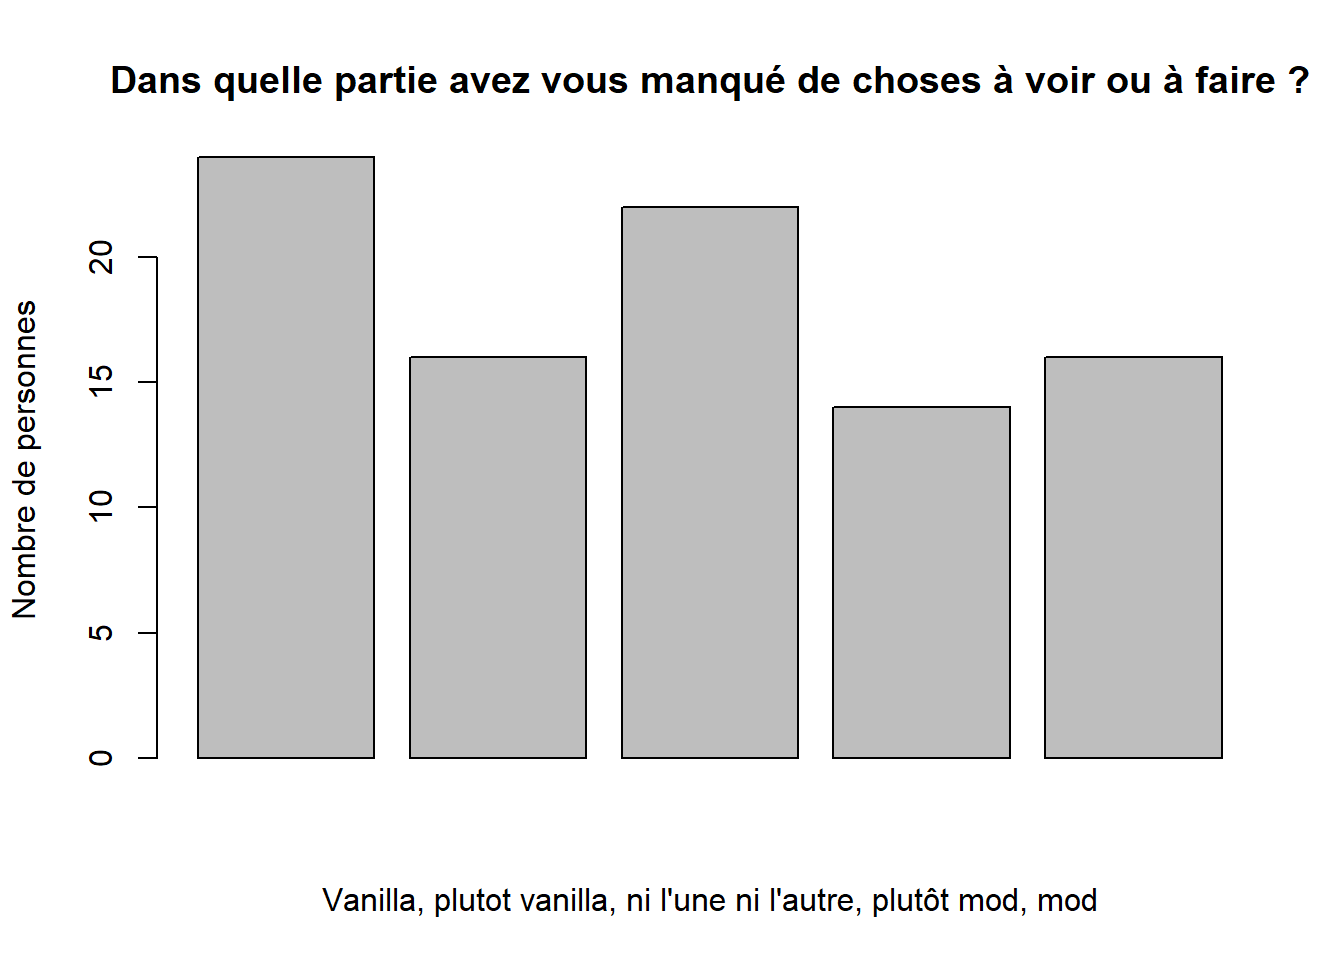 Dans quelle partie avez vous manqué de choses à voir ou à faire ?
Nombre de personnes
20
15
10
5
0
Vanilla, plutot vanilla, ni l'une ni l'autre, plutôt mod, mod